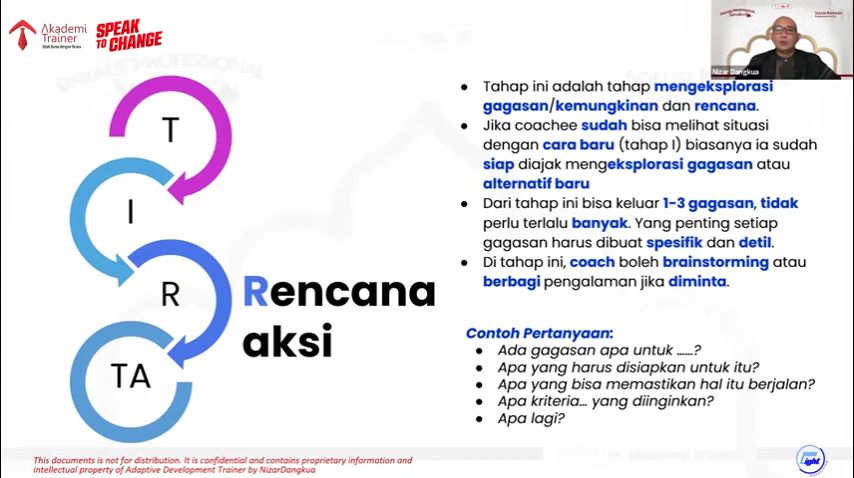 Akademi
Trainer
Ubah Dunia dengan Suara
SPEAK
TO CHANGE
Nizar Dangkua
T
I
R
TA
Rencana
aksi
● Tahap ini adalah tahap mengeksplorasi
gagasan/kemungkinan dan rencana.
● Jika coachee sudah bisa melihat situasi
dengan cara baru (tahap I) biasanya ia sudah
siap diajak mengeksplorasi gagasan atau
alternatif baru
● Dari tahap ini bisa keluar 1-3 gagasan, tidak
perlu terlalu banyak. Yang penting setiap
gagasan harus dibuat spesifik dan detil.
● Di tahap ini, coach boleh brainstorming atau
berbagi pengalaman jika diminta.
Contoh Pertanyaan:
● Ada gagasan apa untuk ……?
● Apa yang harus disiapkan untuk itu?
● Apa yang bisa memastikan hal itu berjalan?
● Apa kriteria… yang diinginkan?
● Apa lagi?
This documents is not for distribution. It is confidential and contains proprietary information and
intellectual property of Adaptive Development Trainer by NizarDangkua